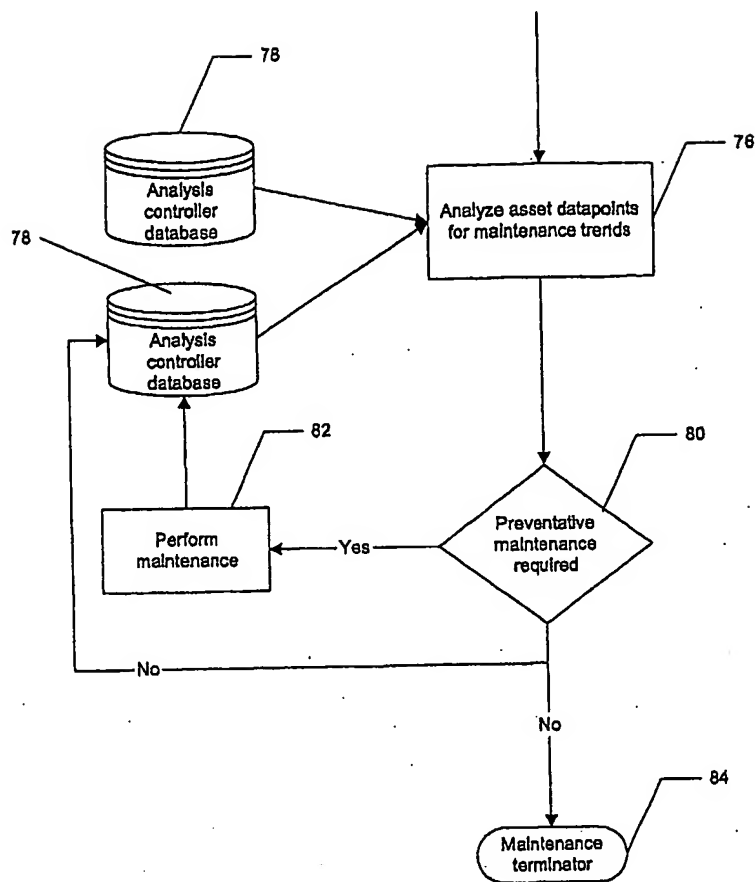 78
Analysis
controller
database
76
Analyze asset datapoints
for maintenance trends
78
Analysis
controller
database
82
80
Perform
maintenance
Yes
Preventative
maintenance
required
No
No
84
Maintenance
terminator